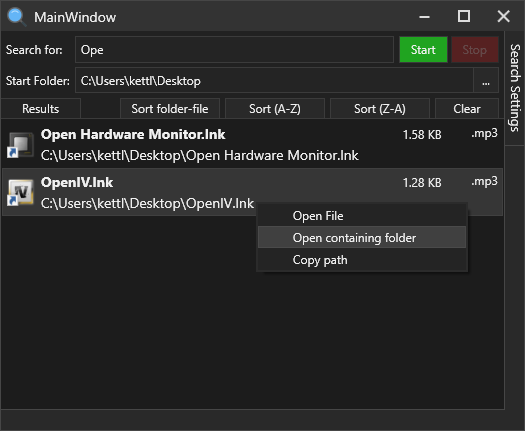 MainWindow
Search for: Ope Start Stop
Start Folder: C:\Users\kettl\Desktop ...
Results Sort folder-file Sort (A-Z) Sort (Z-A) Clear
Search Settings
Open Hardware Monitor.lnk 1.58 KB .mp3
C:\Users\kettl\Desktop\Open Hardware Monitor.lnk
OpenIV.lnk 1.28 KB .mp3
C:\Users\kettl\Desktop\OpenIV.lnk
Open File
Open containing folder
Copy path